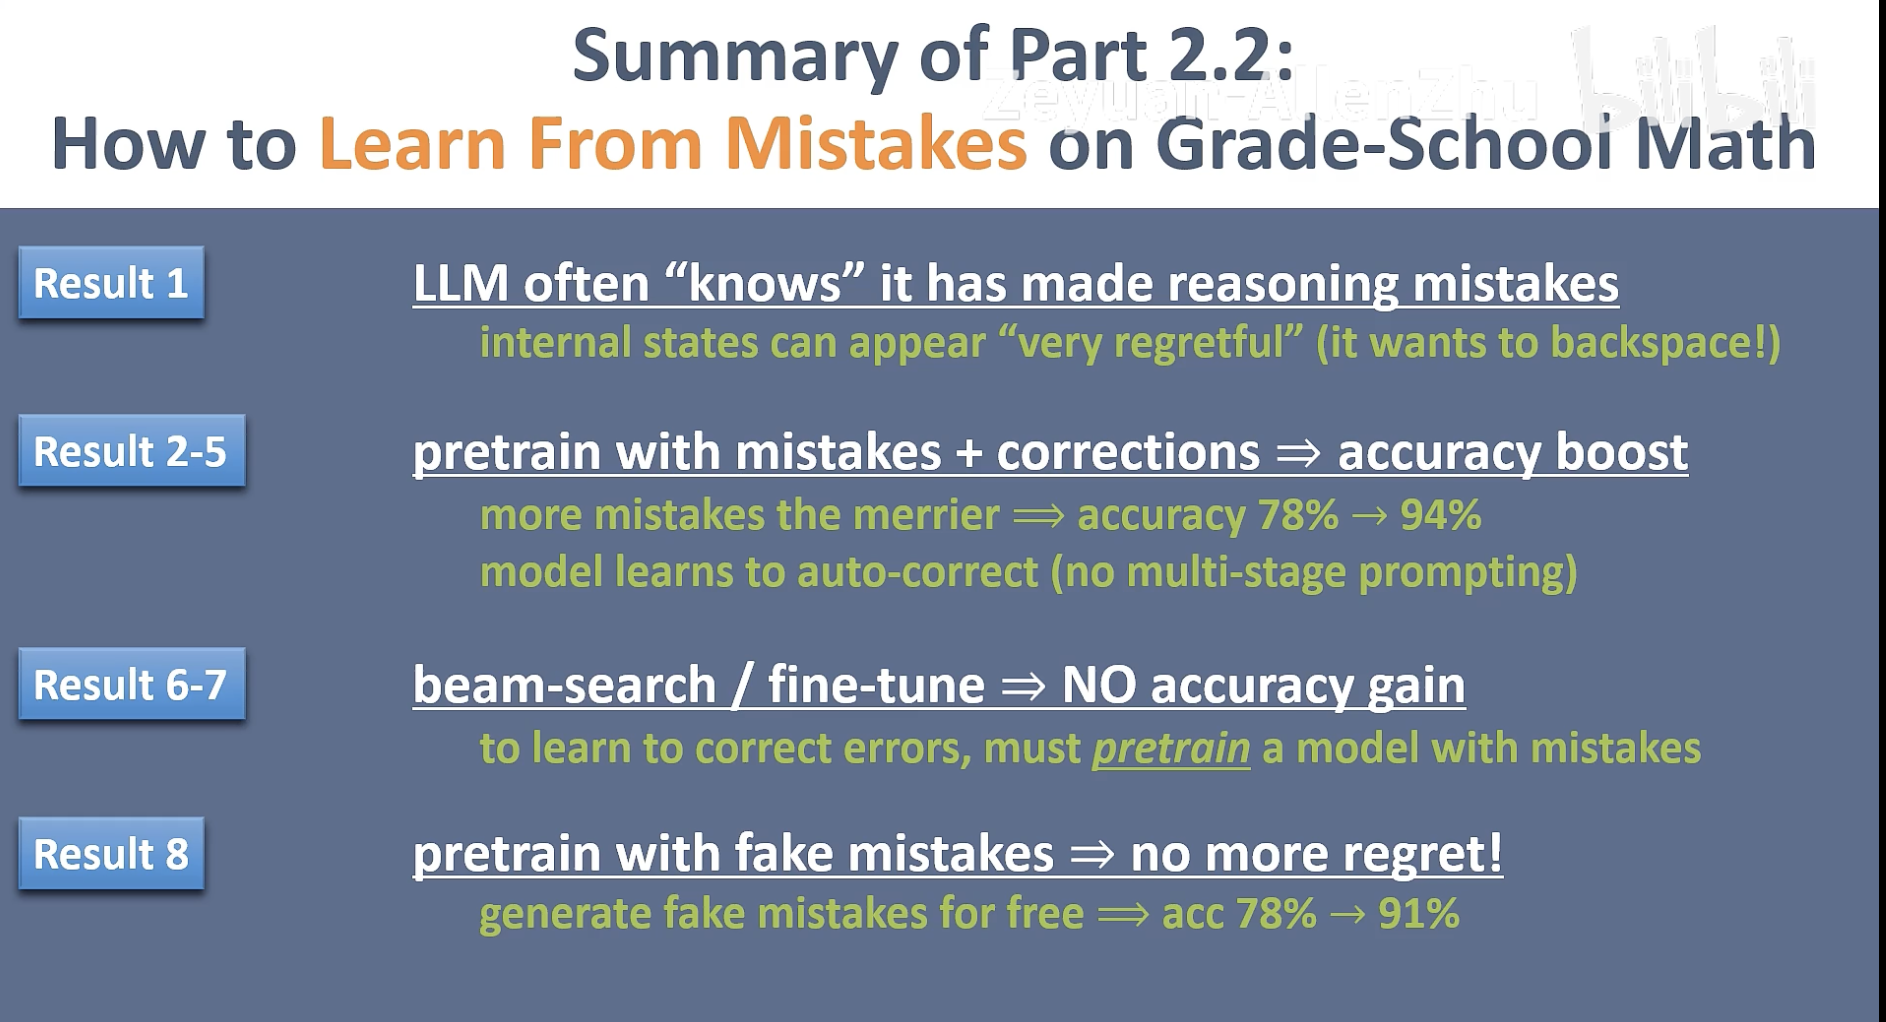 Summary of Part 2.2:
Zeyuan-AllenZhu
bilibili
How to Learn From Mistakes on Grade-School Math
Result 1
LLM often “knows” it has made reasoning mistakes
internal states can appear “very regretful” (it wants to backspace!)
Result 2-5
pretrain with mistakes + corrections ⇒ accuracy boost
more mistakes the merrier ⟹ accuracy 78% → 94%
model learns to auto-correct (no multi-stage prompting)
Result 6-7
beam-search / fine-tune ⇒ NO accuracy gain
to learn to correct errors, must pretrain a model with mistakes
Result 8
pretrain with fake mistakes ⇒ no more regret!
generate fake mistakes for free ⟹ acc 78% → 91%